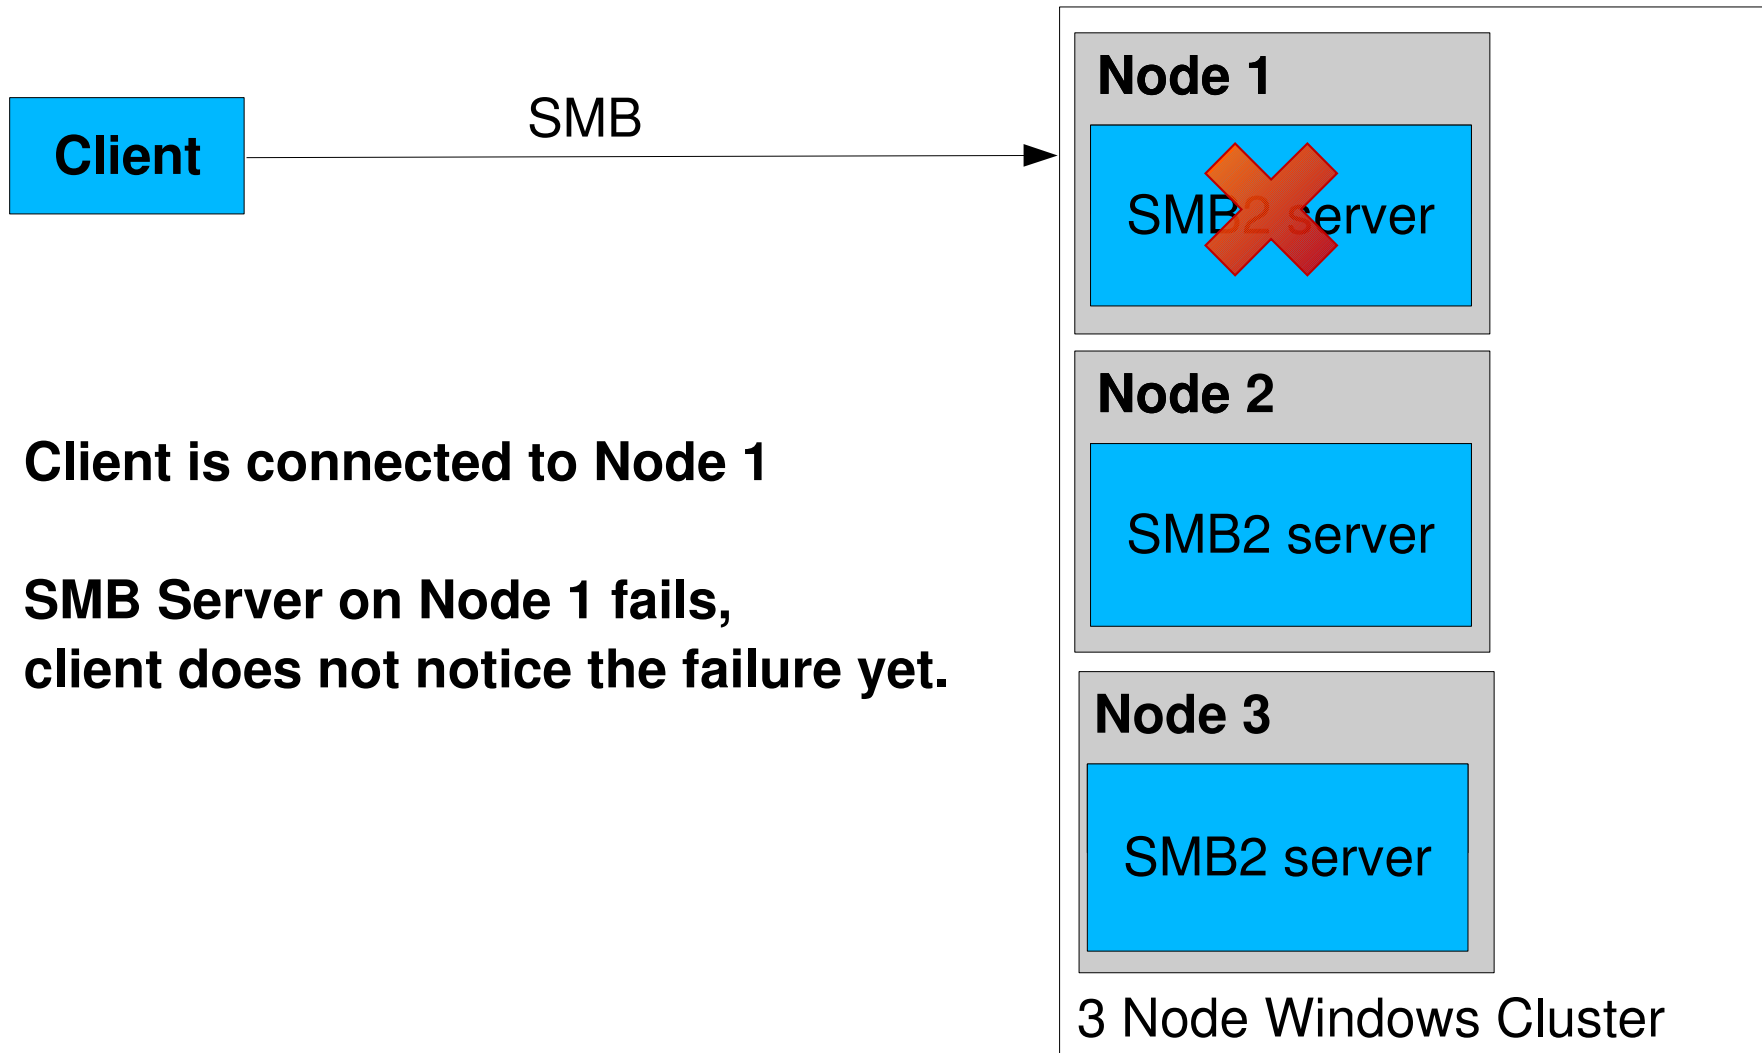 Client
SMB
Node 1
SMB2 server
Node 2
SMB2 server
Node 3
SMB2 server
3 Node Windows Cluster
Client is connected to Node 1
SMB Server on Node 1 fails,
client does not notice the failure yet.